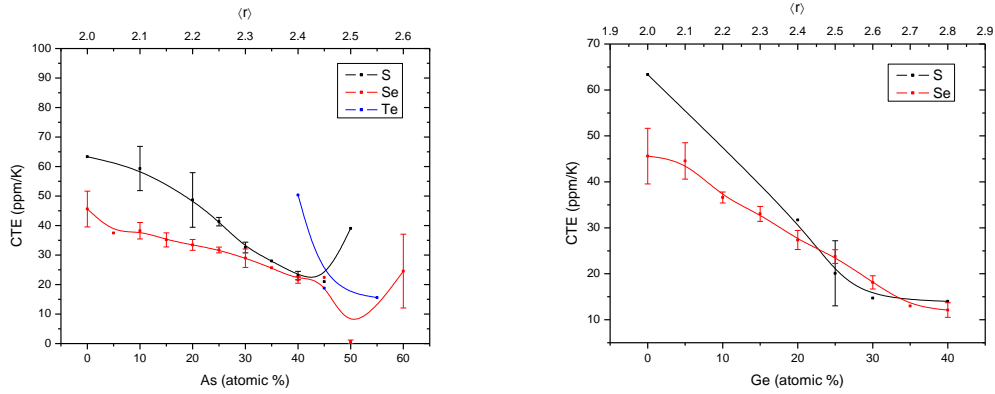 ⟨r⟩
2.0 2.1 2.2 2.3 2.4 2.5 2.6
100
90
80
70
60
50
40
30
20
10
0
CTE (ppm/K)
S
Se
Te
0 10 20 30 40 50 60
As (atomic %)
⟨r⟩
1.9 2.0 2.1 2.2 2.3 2.4 2.5 2.6 2.7 2.8 2.9
70
60
50
40
30
20
10
CTE (ppm/K)
S
Se
0 10 20 30 40
Ge (atomic %)